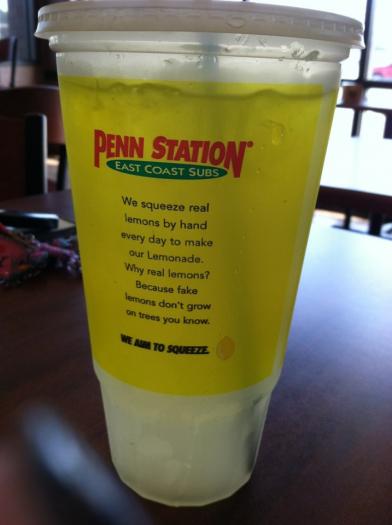 PENN STATION
EAST COAST SUBS
We squeeze real
lemons by hand
every day to make
our Lemonade.
Why real lemons?
Because fake
lemons don't grow
on trees you know.
WE AIM TO SQUEEZE.